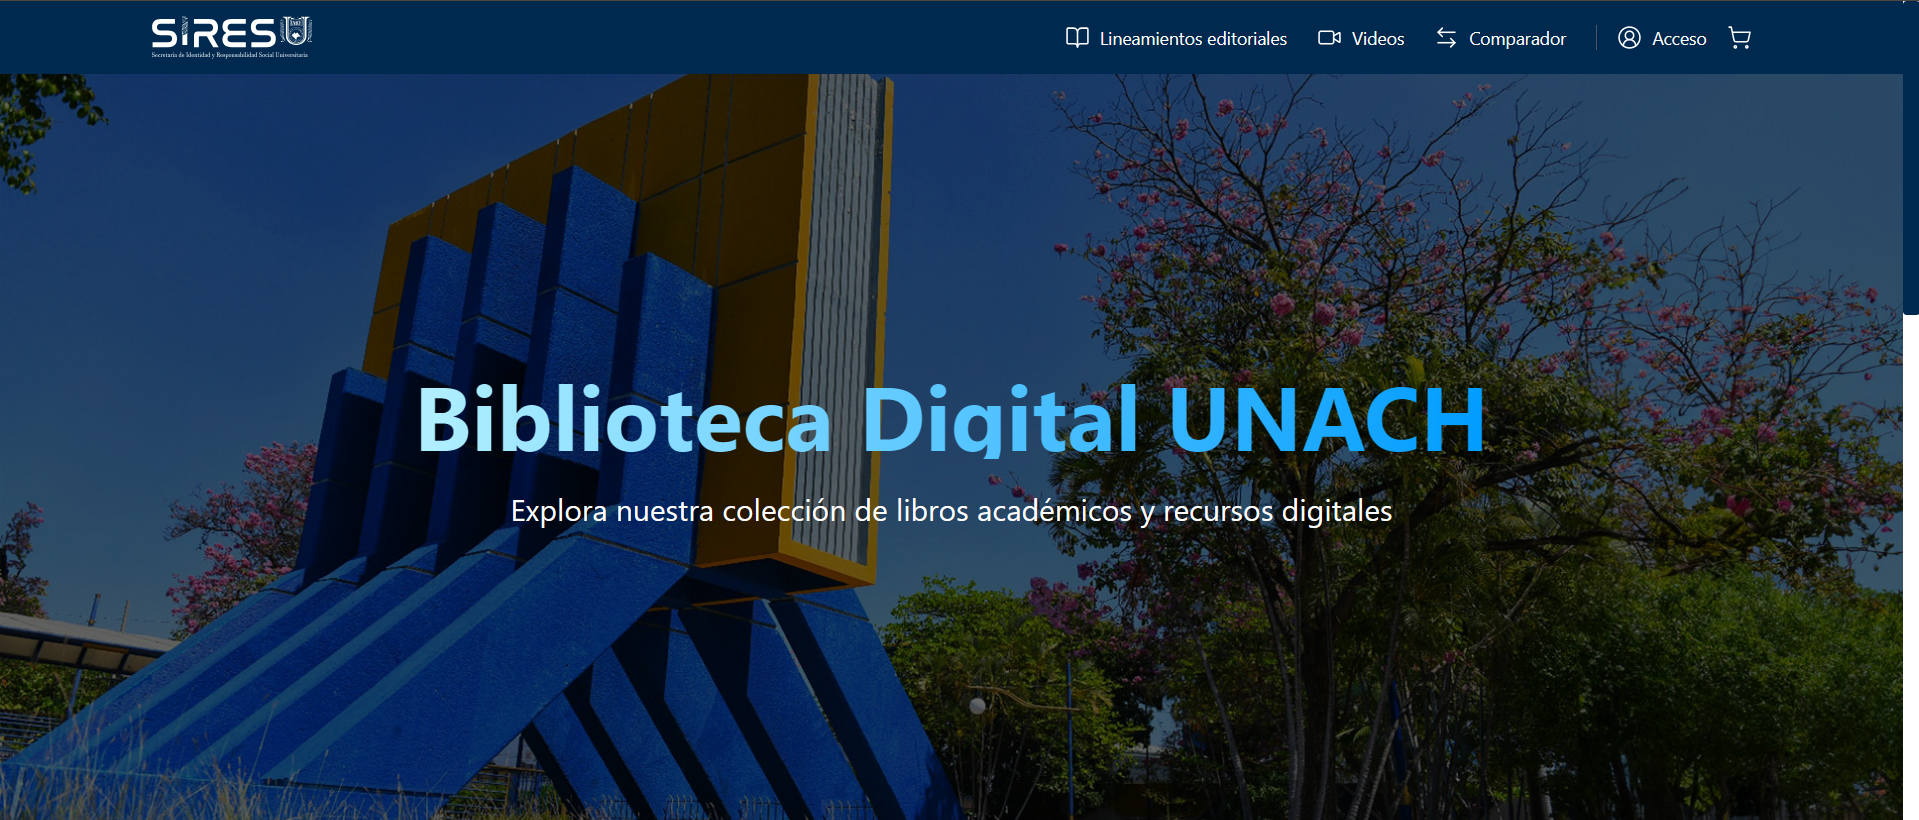 SIRES
Secretaría de Identidad y Responsabilidad Social Universitaria
Lineamientos editoriales
Videos
Comparador
Acceso
Biblioteca Digital UNACH
Explora nuestra colección de libros académicos y recursos digitales